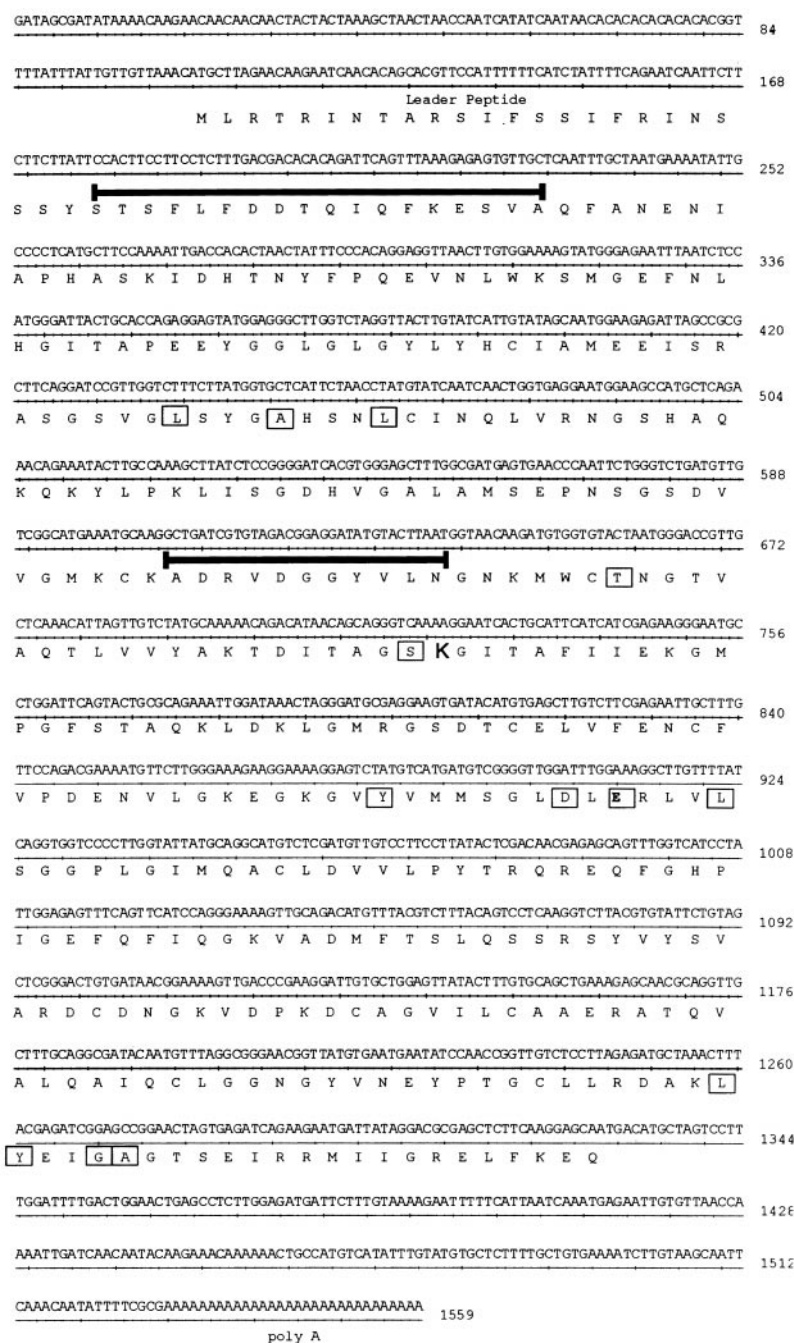 GATAGCGATATAAAACAAGAACAACAACAACTACTACTAAAGCTAACTAACCAATCATATCAATAACACACACACACACACGGT 84
TTTATTTATTGTTGTTAAACATGCTTAGAACAAGAATCAACACAGCACGTTCCATTTTTTCATCTATTTTCAGAATCAATTCTT 168
Leader Peptide
M L R T R I N T A R S I F S S I F R I N S
CTTCTTATTCCACTTCCTTCCTCTTTGACGACACACAGATTCAGTTTAAAGAGAGTGTTGCTCAATTTGCTAATGAAAATATTG 252
S S Y S T S F L F D D T Q I Q F K E S V A Q F A N E N I
CCCCTCATGCTTCCAAAATTGACCACACTAACTATTTCCCACAGGAGGTTAACTTGTGGAAAAGTATGGGAGAATTTAATCTCC 336
A P H A S K I D H T N Y F P Q E V N L W K S M G E F N L
ATGGGATTACTGCACCAGAGGAGTATGGAGGGCTTGGTCTAGGTTACTTGTATCATTGTATAGCAATGGAAGAGATTAGCCGCG 420
H G I T A P E E Y G G L G L G Y L Y H C I A M E E I S R
CTTCAGGATCCGTTGGTCTTTCTTATGGTGCTCATTCTAACCTATGTATCAATCAACTGGTGAGGAATGGAAGCCATGCTCAGA 504
A S G S V G L S Y G A H S N L C I N Q L V R N G S H A Q
AACAGAAATACTTGCCAAAGCTTATCTCCGGGGATCACGTGGGAGCTTTGGCGATGAGTGAACCCAATTCTGGGTCTGATGTTG 588
K Q K Y L P K L I S G D H V G A L A M S E P N S G S D V
TCGGCATGAAATGCAAGGCTGATCGTGTAGACGGAGGATATGTACTTAATGGTAACAAGATGTGGTGTACTAATGGGACCGTTG 672
V G M K C K A D R V D G G Y V L N G N K M W C T N G T V
CTCAAACATTAGTTGTCTATGCAAAAACAGACATAACAGCAGGGTCAAAAGGAATCACTGCATTCATCATCGAGAAGGGAATGC 756
A Q T L V V Y A K T D I T A G S K G I T A F I I E K G M
CTGGATTCAGTACTGCGCAGAAATTGGATAAACTAGGGATGCGAGGAAGTGATACATGTGAGCTTGTCTTCGAGAATTGCTTTG 840
P G F S T A Q K L D K L G M R G S D T C E L V F E N C F
TTCCAGACGAAAATGTTCTTGGGAAAGAAGGAAAAGGAGTCTATGTCATGATGTCGGGGTTGGATTTGGAAAGGCTTGTTTTAT 924
V P D E N V L G K E G K G V Y V M M S G L D L E R L V L
CAGGTGGTCCCCTTGGTATTATGCAGGCATGTCTCGATGTTGTCCTTCCTTATACTCGACAACGAGAGCAGTTTGGTCATCCTA 1008
S G G P L G I M Q A C L D V V L P Y T R Q R E Q F G H P
TTGGAGAGTTTCAGTTCATCCAGGGAAAAGTTGCAGACATGTTTACGTCTTTACAGTCCTCAAGGTCTTACGTGTATTCTGTAG 1092
I G E F Q F I Q G K V A D M F T S L Q S S R S Y V Y S V
CTCGGGACTGTGATAACGGAAAAGTTGACCCGAAGGATTGTGCTGGAGTTATACTTTGTGCAGCTGAAAGAGCAACGCAGGTTG 1176
A R D C D N G K V D P K D C A G V I L C A A E R A T Q V
CTTTGCAGGCGATACAATGTTTAGGCGGGAACGGTTATGTGAATGAATATCCAACCGGTTGTCTCCTTAGAGATGCTAAACTTT 1260
A L Q A I Q C L G G N G Y V N E Y P T G C L L R D A K L
ACGAGATCGGAGCCGGAACTAGTGAGATCAGAAGAATGATTATAGGACGCGAGCTCTTCAAGGAGCAATGACATGCTAGTCCTT 1344
Y E I G A G T S E I R R M I I G R E L F K E Q
TGGATTTTGACTGGAACTGAGCCTCTTGGAGATGATTCTTTGTAAAAGAATTTTTCATTAATCAAATGAGAATTGTGTTAACCA 1428
AAATTGATCAACAATACAAGAAACAAAAAACTGCCATGTCATATTTGTATGTGCTCTTTTGCTGTGAAAATCTTGTAAGCAATT 1512
CAAACAATATTTTCGCGAAAAAAAAAAAAAAAAAAAAAAAAAAAAAA 1559
poly A